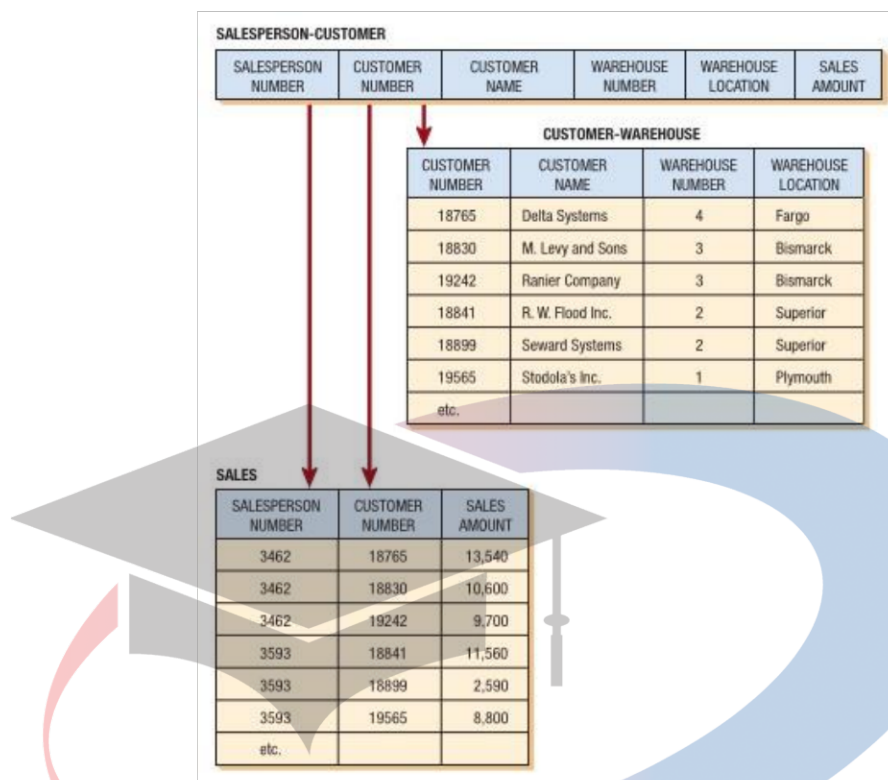 SALESPERSON-CUSTOMER
SALESPERSON NUMBER CUSTOMER NUMBER CUSTOMER NAME WAREHOUSE NUMBER WAREHOUSE LOCATION SALES AMOUNT
CUSTOMER-WAREHOUSE
CUSTOMER NUMBER CUSTOMER NAME WAREHOUSE NUMBER WAREHOUSE LOCATION
18765 Delta Systems 4 Fargo
18830 M. Levy and Sons 3 Bismarck
19242 Ranier Company 3 Bismarck
18841 R. W. Flood Inc. 2 Superior
18899 Seward Systems 2 Superior
19565 Stodola's Inc. 1 Plymouth
etc.
SALES
SALESPERSON NUMBER CUSTOMER NUMBER SALES AMOUNT
3462 18765 13,540
3462 18830 10,600
3462 19242 9,700
3593 18841 11,560
3593 18899 2,590
3593 19565 8,800
etc.